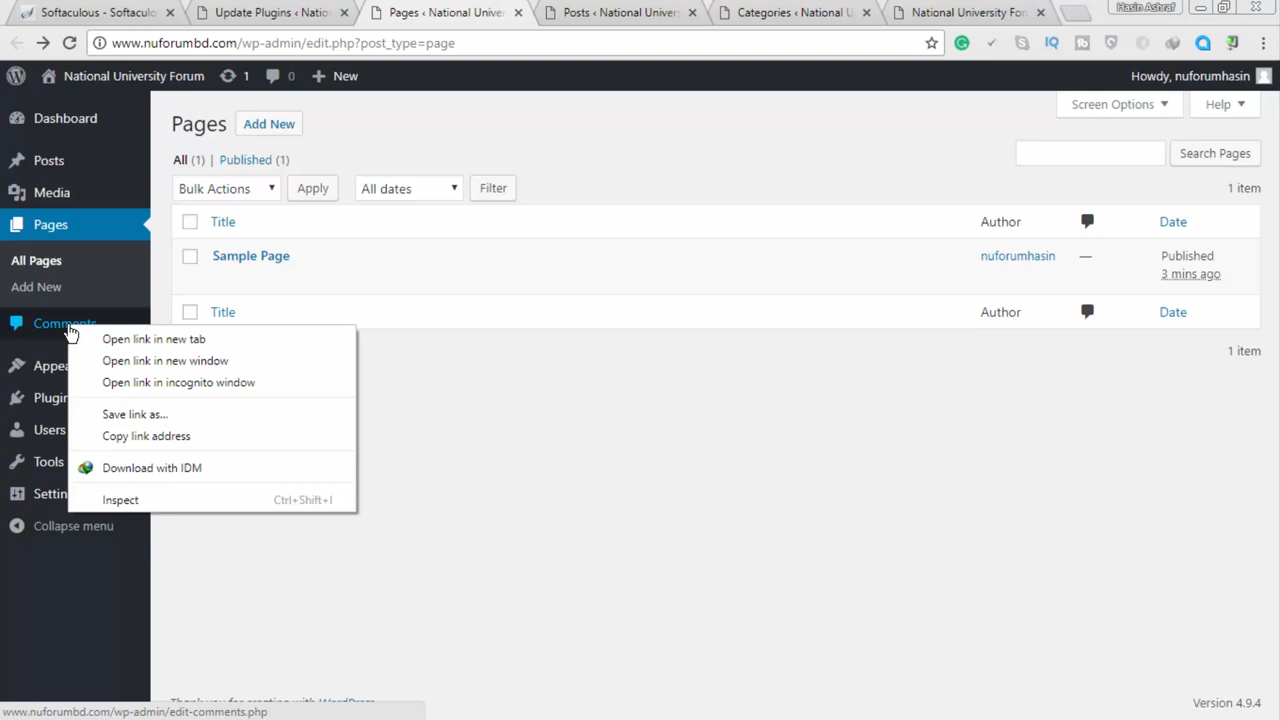 Softaculous - Softaculo
Update Plugins ‹ Natio
Pages ‹ National Unive
Posts ‹ National Univer
Categories ‹ National U
National University For
Hasin Ashraf
www.nuforumbd.com/wp-admin/edit.php?post_type=page
National University Forum
1
0
New
Howdy, nuforumhasin
Dashboard
Posts
Media
Pages
All Pages
Add New
Comments
Appea
Plugin
Users
Tools
Settin
Collapse menu
Screen Options
Help
Pages
Add New
All (1) | Published (1)
Search Pages
Bulk Actions
Apply
All dates
Filter
1 item
Title
Author
Date
Sample Page
nuforumhasin
—
Published
3 mins ago
Title
Author
Date
1 item
Open link in new tab
Open link in new window
Open link in incognito window
Save link as...
Copy link address
Download with IDM
Inspect
Ctrl+Shift+I
Thank you for creating with WordPress
Version 4.9.4
www.nuforumbd.com/wp-admin/edit-comments.php